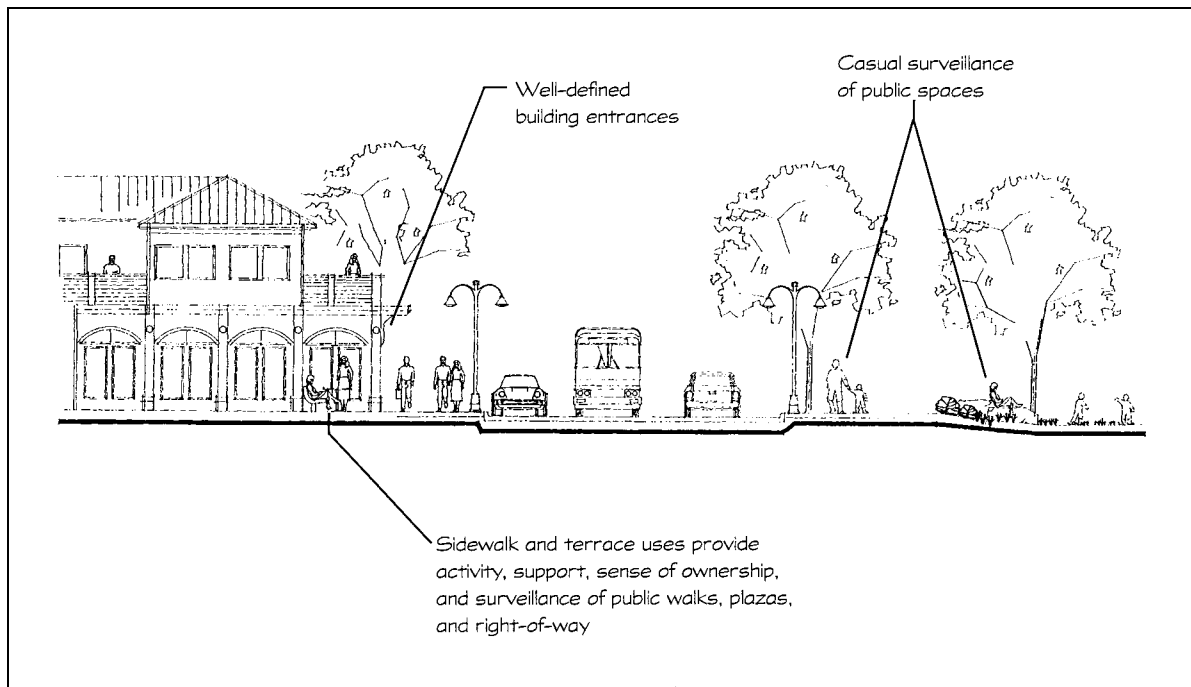 Casual surveillance
of public spaces
Well-defined
building entrances
Sidewalk and terrace uses provide
activity, support, sense of ownership,
and surveillance of public walks, plazas,
and right-of-way